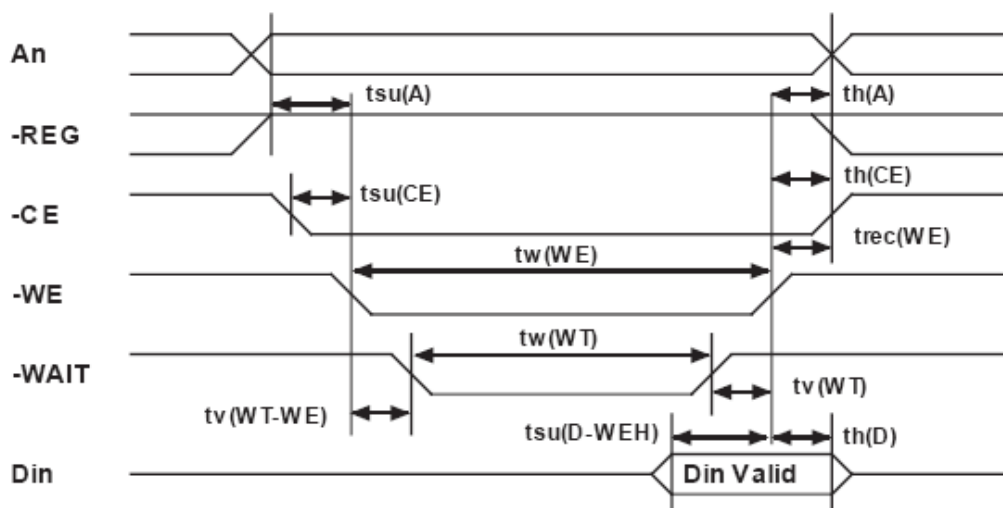 An
tsu(A)
th(A)
-REG
tsu(CE)
th(CE)
-CE
tw(WE)
trec(WE)
-WE
tw(WT)
-WAIT
tv(WT-WE)
tv(WT)
tsu(D-WEH)
th(D)
Din
Din Valid